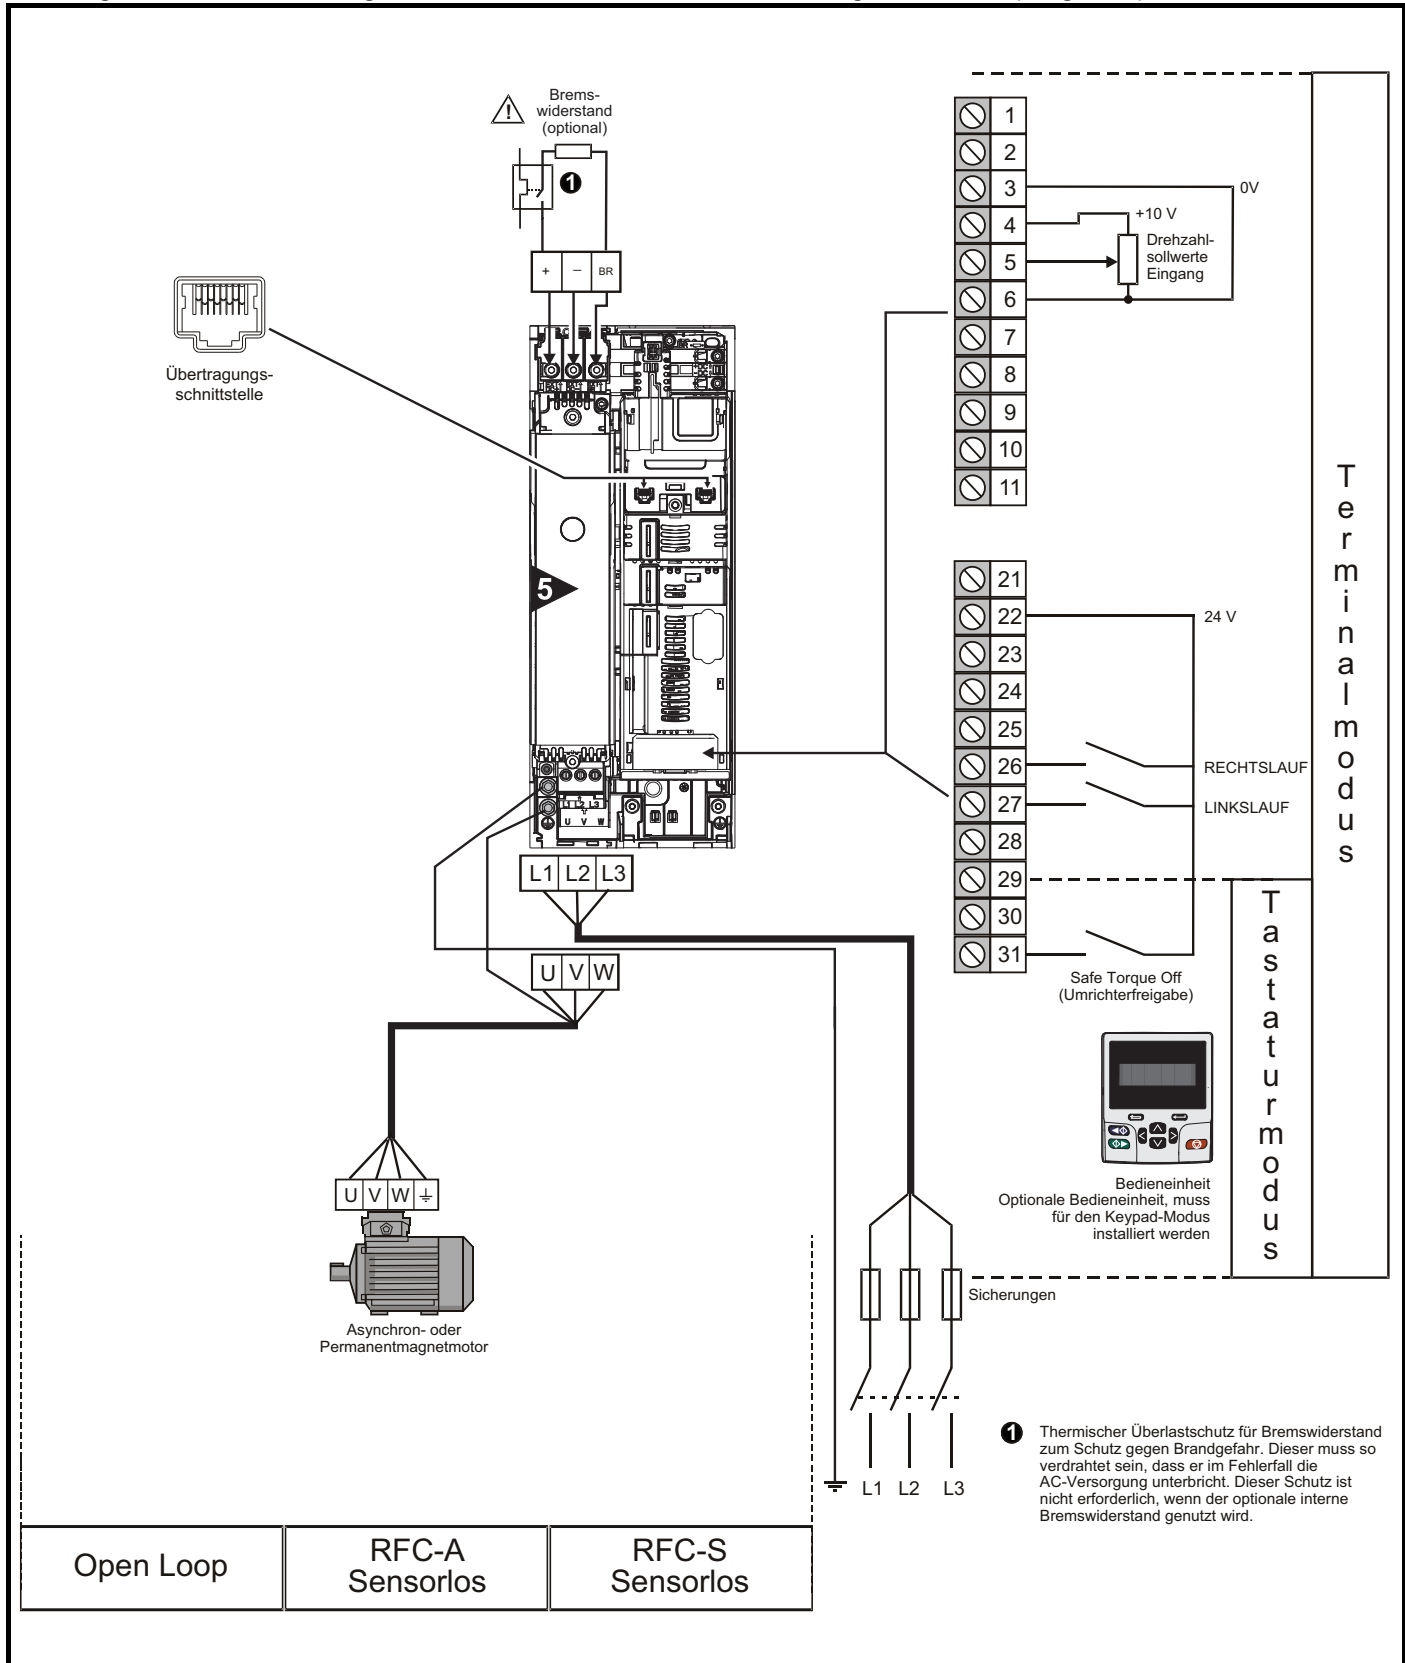 Brems-
widerstand
(optional)
1
+ – BR
Übertragungs-
schnittstelle
5
L1 L2 L3
U V W
L1 L2 L3
U V W
U V W
Asynchron- oder
Permanentmagnetmotor
1
2
3
0V
4
+10 V
Drehzahl-
sollwerte
Eingang
5
6
7
8
9
10
11
21
22
24 V
23
24
25
26
RECHTSLAUF
27
LINKSLAUF
28
29
30
31
Safe Torque Off
(Umrichterfreigabe)
Terminalmodus
Tastaturmodus
Bedieneinheit
Optionale Bedieneinheit, muss
für den Keypad-Modus
installiert werden
Sicherungen
L1 L2 L3
1 Thermischer Überlastschutz für Bremswiderstand
zum Schutz gegen Brandgefahr. Dieser muss so
verdrahtet sein, dass er im Fehlerfall die
AC-Versorgung unterbricht. Dieser Schutz ist
nicht erforderlich, wenn der optionale interne
Bremswiderstand genutzt wird.
Open Loop
RFC-A
Sensorlos
RFC-S
Sensorlos